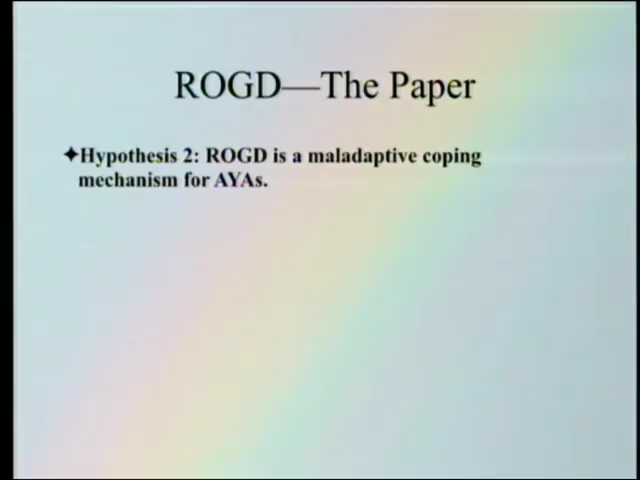 ROGD—The Paper
✦Hypothesis 2: ROGD is a maladaptive coping
mechanism for AYAs.